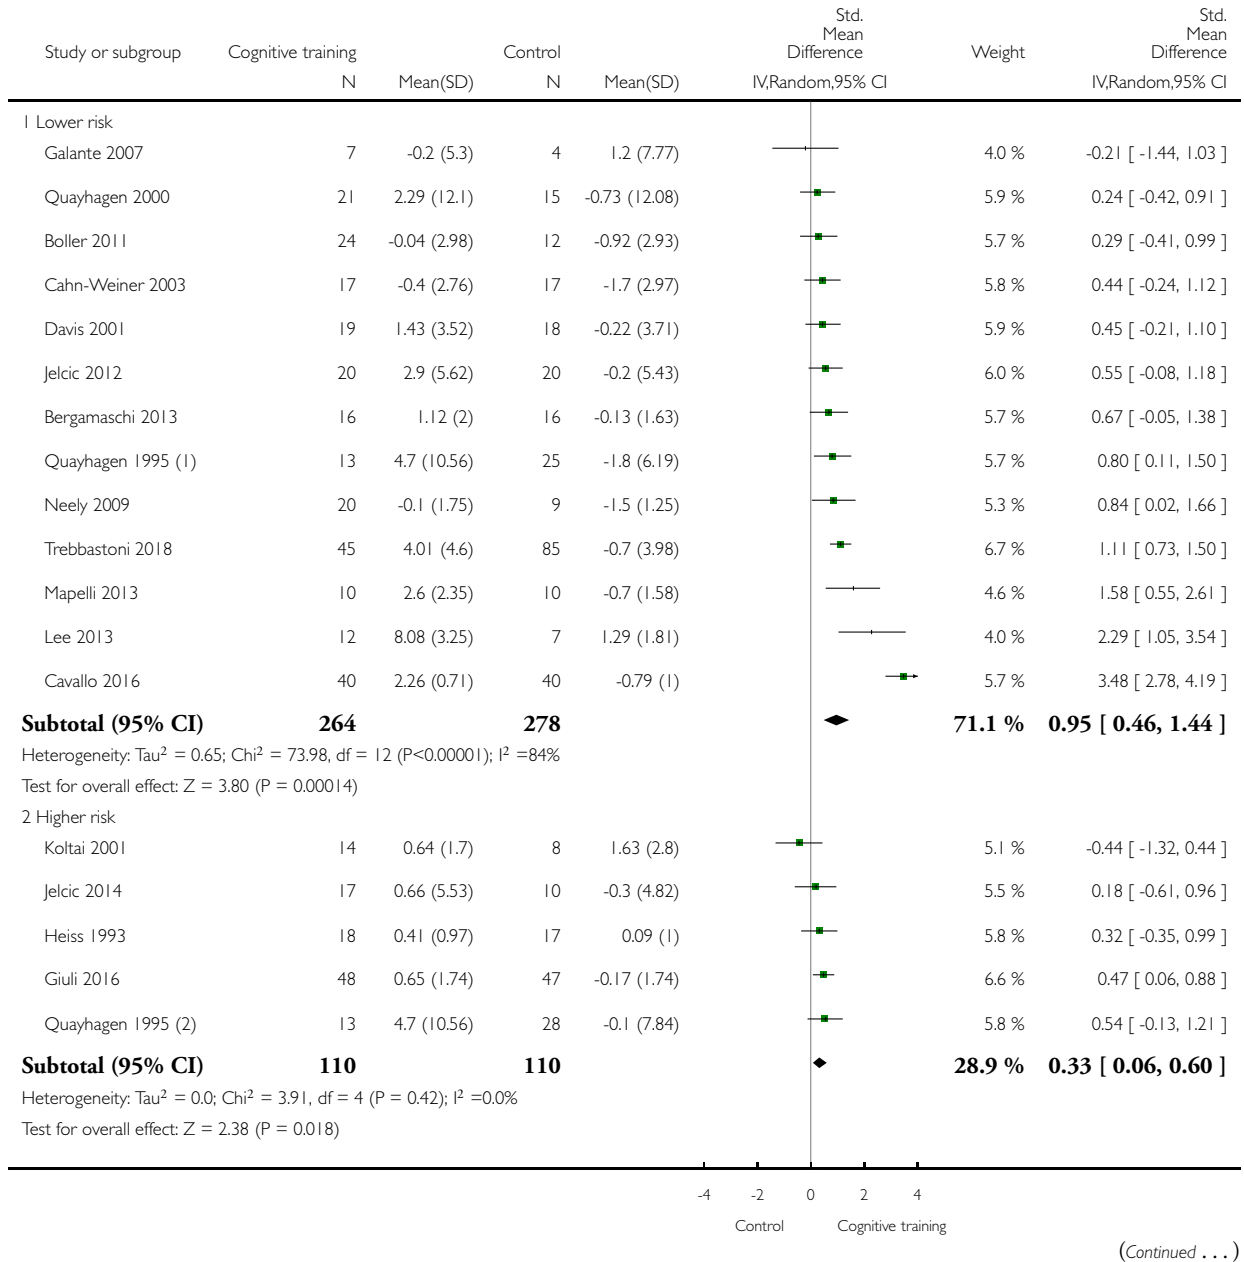 Std. Mean Difference Std. Mean Difference
Study or subgroup Cognitive training Control Weight
N Mean(SD) N Mean(SD) IV,Random,95% CI IV,Random,95% CI
1 Lower risk
Galante 2007 7 -0.2 (5.3) 4 1.2 (7.77) 4.0 % -0.21 [ -1.44, 1.03 ]
Quayhagen 2000 21 2.29 (12.1) 15 -0.73 (12.08) 5.9 % 0.24 [ -0.42, 0.91 ]
Boller 2011 24 -0.04 (2.98) 12 -0.92 (2.93) 5.7 % 0.29 [ -0.41, 0.99 ]
Cahn-Weiner 2003 17 -0.4 (2.76) 17 -1.7 (2.97) 5.8 % 0.44 [ -0.24, 1.12 ]
Davis 2001 19 1.43 (3.52) 18 -0.22 (3.71) 5.9 % 0.45 [ -0.21, 1.10 ]
Jelcic 2012 20 2.9 (5.62) 20 -0.2 (5.43) 6.0 % 0.55 [ -0.08, 1.18 ]
Bergamaschi 2013 16 1.12 (2) 16 -0.13 (1.63) 5.7 % 0.67 [ -0.05, 1.38 ]
Quayhagen 1995 (1) 13 4.7 (10.56) 25 -1.8 (6.19) 5.7 % 0.80 [ 0.11, 1.50 ]
Neely 2009 20 -0.1 (1.75) 9 -1.5 (1.25) 5.3 % 0.84 [ 0.02, 1.66 ]
Trebbastoni 2018 45 4.01 (4.6) 85 -0.7 (3.98) 6.7 % 1.11 [ 0.73, 1.50 ]
Mapelli 2013 10 2.6 (2.35) 10 -0.7 (1.58) 4.6 % 1.58 [ 0.55, 2.61 ]
Lee 2013 12 8.08 (3.25) 7 1.29 (1.81) 4.0 % 2.29 [ 1.05, 3.54 ]
Cavallo 2016 40 2.26 (0.71) 40 -0.79 (1) 5.7 % 3.48 [ 2.78, 4.19 ]
Subtotal (95% CI) 264 278 71.1 % 0.95 [ 0.46, 1.44 ]
Heterogeneity: Tau² = 0.65; Chi² = 73.98, df = 12 (P<0.00001); I² =84%
Test for overall effect: Z = 3.80 (P = 0.00014)
2 Higher risk
Koltai 2001 14 0.64 (1.7) 8 1.63 (2.8) 5.1 % -0.44 [ -1.32, 0.44 ]
Jelcic 2014 17 0.66 (5.53) 10 -0.3 (4.82) 5.5 % 0.18 [ -0.61, 0.96 ]
Heiss 1993 18 0.41 (0.97) 17 0.09 (1) 5.8 % 0.32 [ -0.35, 0.99 ]
Giuli 2016 48 0.65 (1.74) 47 -0.17 (1.74) 6.6 % 0.47 [ 0.06, 0.88 ]
Quayhagen 1995 (2) 13 4.7 (10.56) 28 -0.1 (7.84) 5.8 % 0.54 [ -0.13, 1.21 ]
Subtotal (95% CI) 110 110 28.9 % 0.33 [ 0.06, 0.60 ]
Heterogeneity: Tau² = 0.0; Chi² = 3.91, df = 4 (P = 0.42); I² =0.0%
Test for overall effect: Z = 2.38 (P = 0.018)
-4 -2 0 2 4
Control Cognitive training
(Continued . . . )